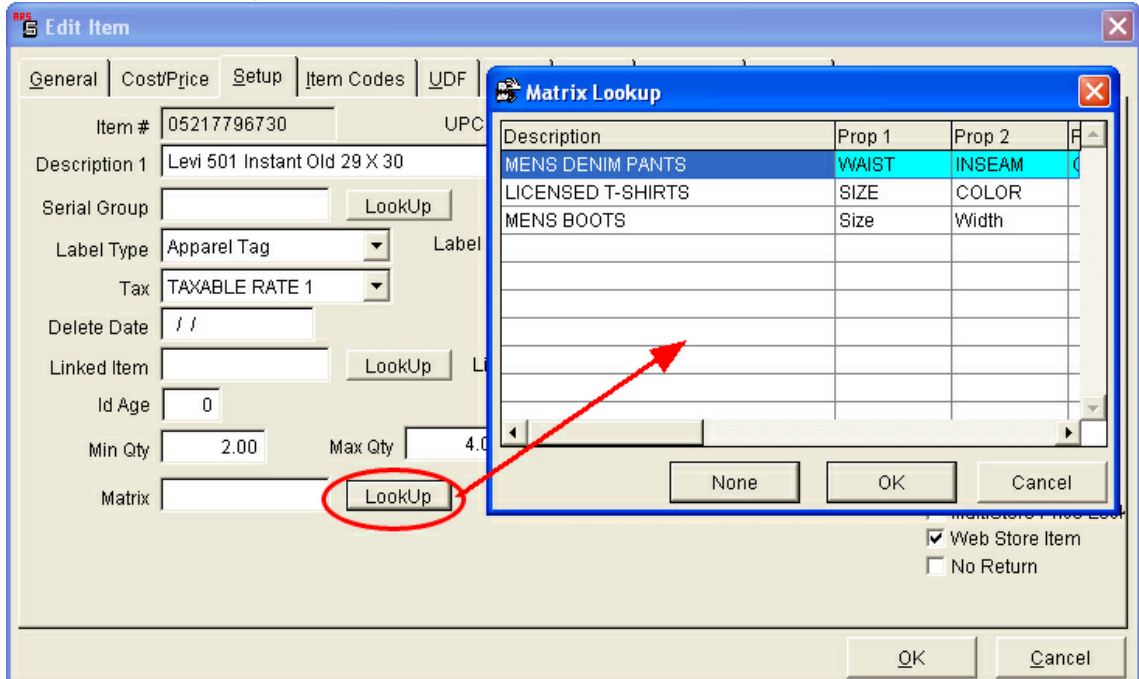 Edit Item
General Cost/Price Setup Item Codes UDF
Item # 05217796730 UPC
Description 1 Levi 501 Instant Old 29 X 30
Serial Group LookUp
Label Type Apparel Tag Label
Tax TAXABLE RATE 1
Delete Date / /
Linked Item LookUp
Id Age 0
Min Qty 2.00 Max Qty 4.0
Matrix LookUp
Matrix Lookup
Description Prop 1 Prop 2
MENS DENIM PANTS WAIST INSEAM
LICENSED T-SHIRTS SIZE COLOR
MENS BOOTS Size Width
None OK Cancel
Web Store Item
No Return
OK Cancel